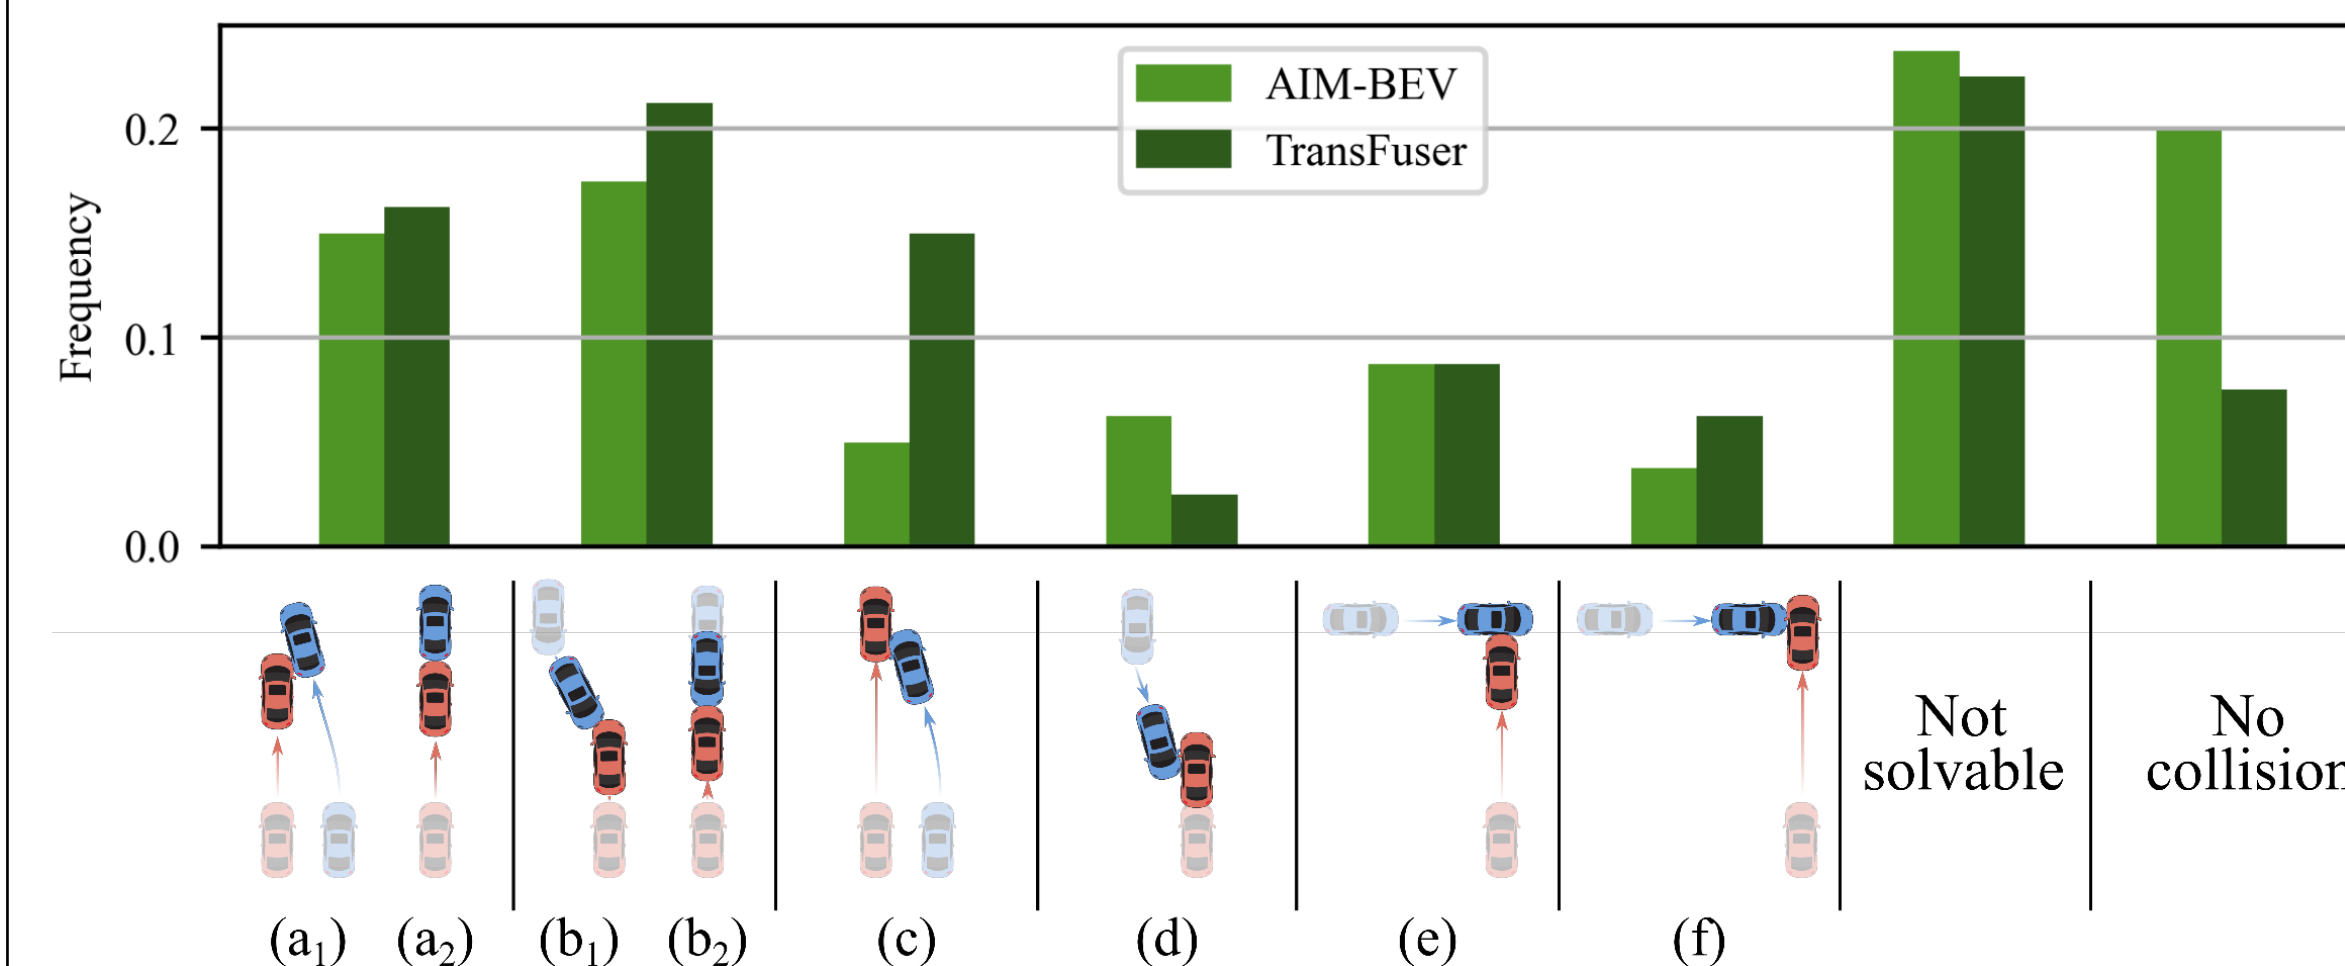 AIM-BEV
TransFuser
Frequency
0.2
0.1
0.0
Not
solvable
No
collision
(a₁)
(a₂)
(b₁)
(b₂)
(c)
(d)
(e)
(f)